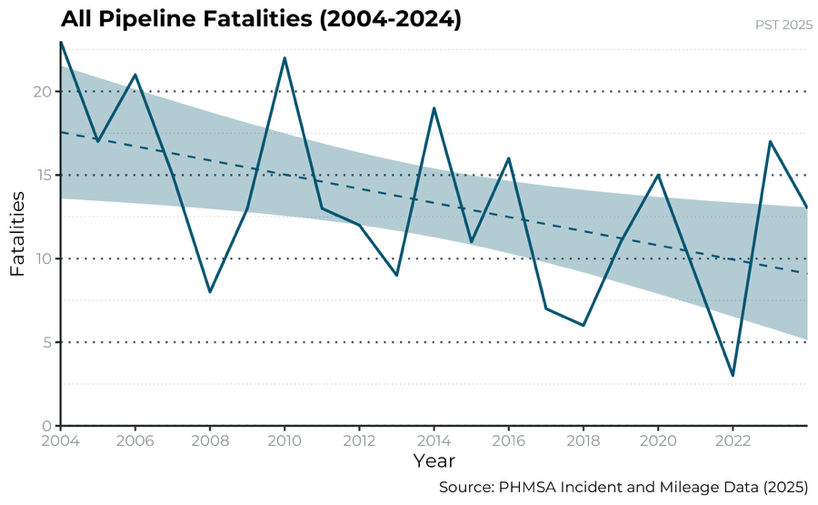 All Pipeline Fatalities (2004-2024)
PST 2025
Fatalities
20
15
10
5
0
2004 2006 2008 2010 2012 2014 2016 2018 2020 2022
Year
Source: PHMSA Incident and Mileage Data (2025)